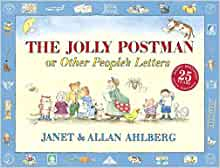 THE JOLLY POSTMAN
or Other People's Letters
25
JANET & ALLAN AHLBERG